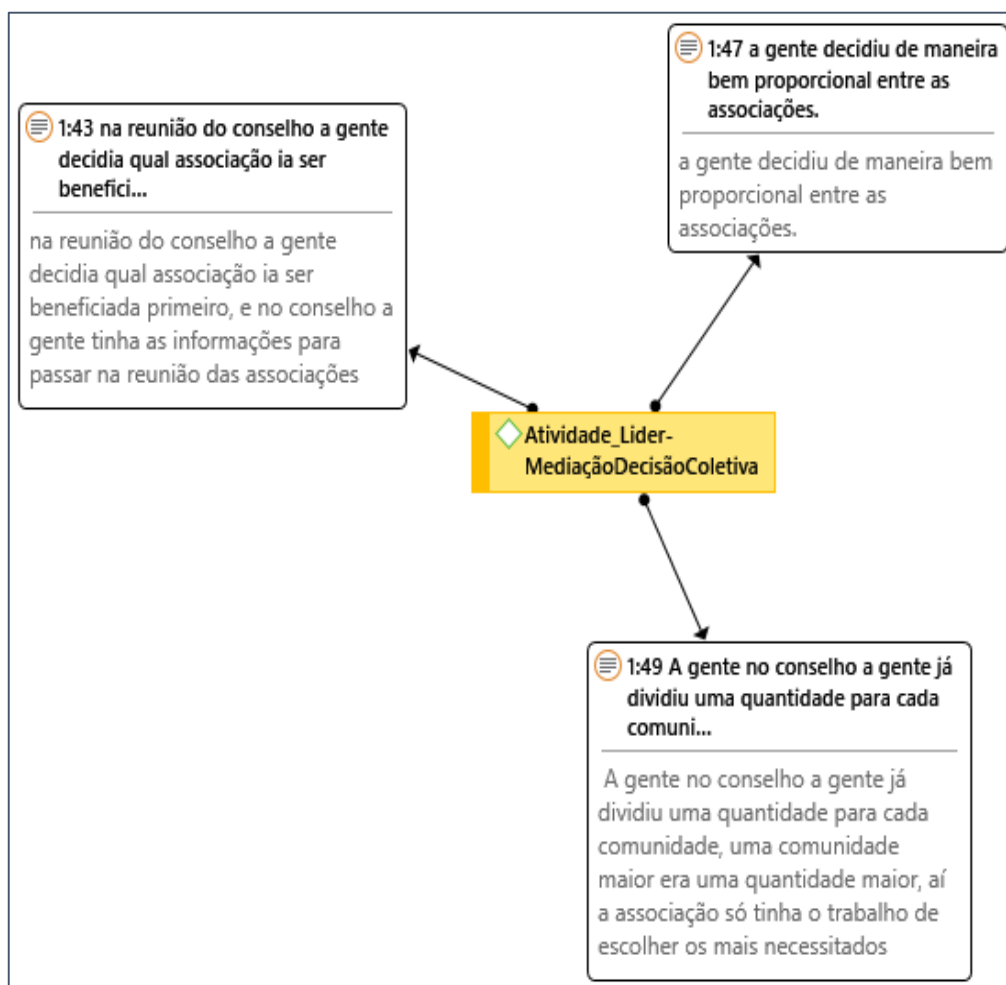 1:47 a gente decidiu de maneira
bem proporcional entre as
associações.
a gente decidiu de maneira bem
proporcional entre as
associações.
1:43 na reunião do conselho a gente
decidia qual associação ia ser
benefici...
na reunião do conselho a gente
decidia qual associação ia ser
beneficiada primeiro, e no conselho a
gente tinha as informações para
passar na reunião das associações
Atividade_Lider-
MediaçãoDecisãoColetiva
1:49 A gente no conselho a gente já
dividiu uma quantidade para cada
comuni...
A gente no conselho a gente já
dividiu uma quantidade para cada
comunidade, uma comunidade
maior era uma quantidade maior, aí
a associação só tinha o trabalho de
escolher os mais necessitados